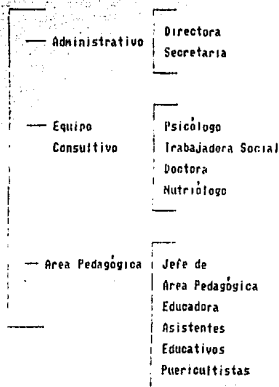 Administrativo
Directora
Secretaria
Equipo
Consultivo
Psicólogo
Trabajadora Social
Doctora
Nutriólogo
Area Pedagógica
Jefe de
Area Pedagógica
Educadora
Asistentes
Educativos
Puericultistas